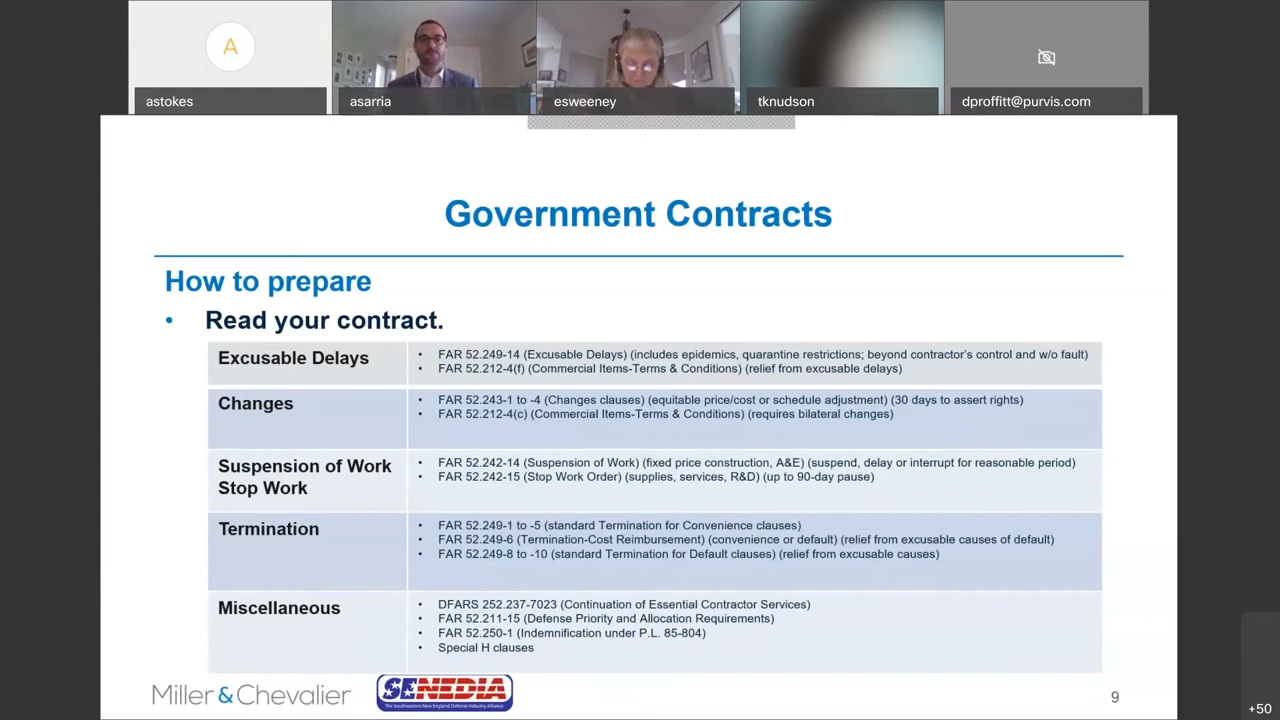 A
astokes
asarria
esweeney
tknudson
dproffitt@purvis.com
Government Contracts
How to prepare
• Read your contract.
Excusable Delays
• FAR 52.249-14 (Excusable Delays) (includes epidemics, quarantine restrictions; beyond contractor's control and w/o fault)
• FAR 52.212-4(f) (Commercial Items-Terms & Conditions) (relief from excusable delays)
Changes
• FAR 52.243-1 to -4 (Changes clauses) (equitable price/cost or schedule adjustment) (30 days to assert rights)
• FAR 52.212-4(c) (Commercial Items-Terms & Conditions) (requires bilateral changes)
Suspension of Work
Stop Work
• FAR 52.242-14 (Suspension of Work) (fixed price construction, A&E) (suspend, delay or interrupt for reasonable period)
• FAR 52.242-15 (Stop Work Order) (supplies, services, R&D) (up to 90-day pause)
Termination
• FAR 52.249-1 to -5 (standard Termination for Convenience clauses)
• FAR 52.249-6 (Termination-Cost Reimbursement) (convenience or default) (relief from excusable causes of default)
• FAR 52.249-8 to -10 (standard Termination for Default clauses) (relief from excusable causes)
Miscellaneous
• DFARS 252.237-7023 (Continuation of Essential Contractor Services)
• FAR 52.211-15 (Defense Priority and Allocation Requirements)
• FAR 52.250-1 (Indemnification under P.L. 85-804)
• Special H clauses
Miller & Chevalier
SENEDIA
The Southeastern New England Defense Industry Alliance
9
+50